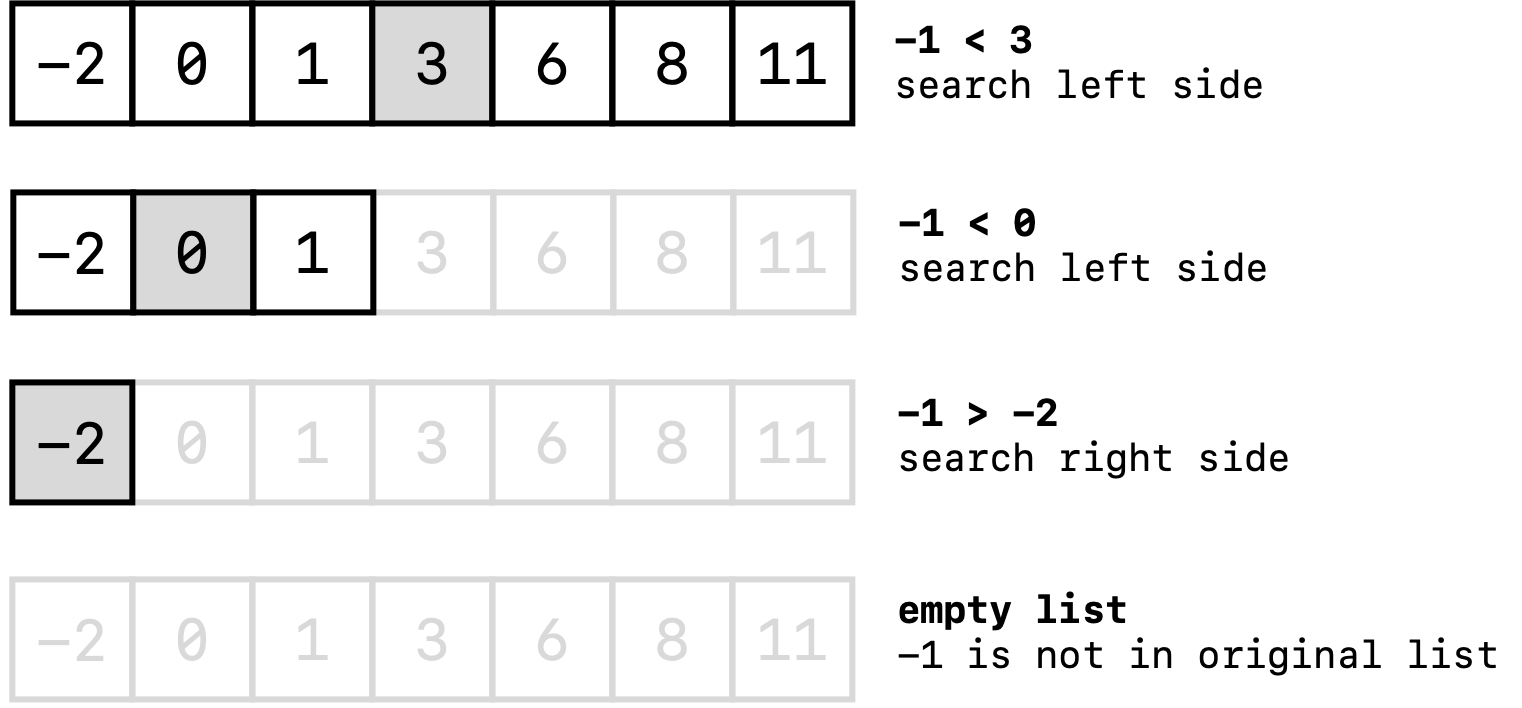 −2 0 1 3 6 8 11
−1 < 3
search left side
−2 0 1 3 6 8 11
−1 < 0
search left side
−2 0 1 3 6 8 11
−1 > −2
search right side
−2 0 1 3 6 8 11
empty list
−1 is not in original list